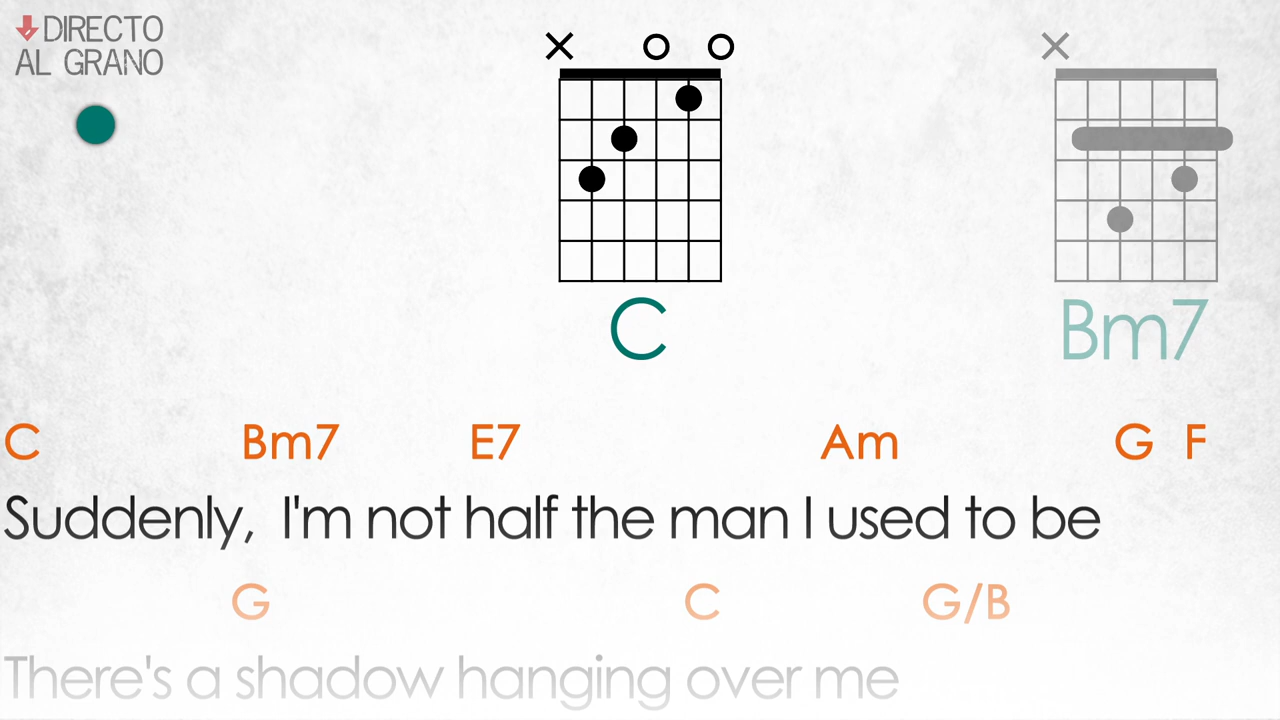 DIRECTO
AL GRANO
C Bm7
C Bm7 E7 Am G F
Suddenly, I'm not half the man I used to be
G C G/B
There's a shadow hanging over me